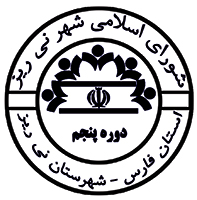 شورای اسلامی شهر نی ریز
دوره پنجم
استان فارس - شهرستان نی ریز